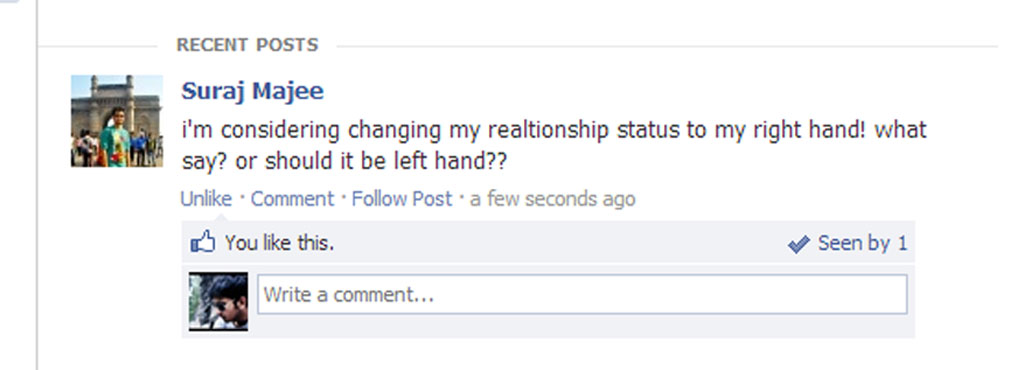 RECENT POSTS
Suraj Majee
i'm considering changing my realtionship status to my right hand! what
say? or should it be left hand??
Unlike · Comment · Follow Post · a few seconds ago
You like this. Seen by 1
Write a comment...